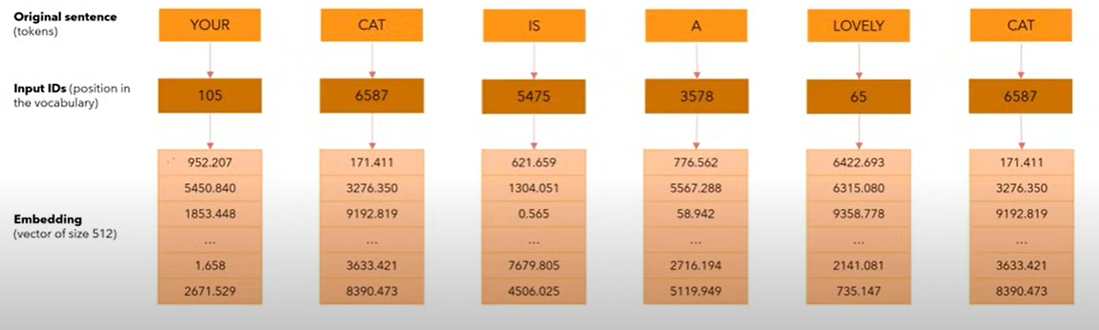 Original sentence
(tokens)
YOUR CAT IS A LOVELY CAT
Input IDs (position in
the vocabulary)
105 6587 5475 3578 65 6587
952.207 171.411 621.659 776.562 6422.693 171.411
5450.840 3276.350 1304.051 5567.288 6315.080 3276.350
1853.448 9192.819 0.565 58.942 9358.778 9192.819
Embedding
(vector of size 512)
... ... ... ... ... ...
1.658 3633.421 7679.805 2716.194 2141.081 3633.421
2671.529 8390.473 4506.025 5119.949 735.147 8390.473